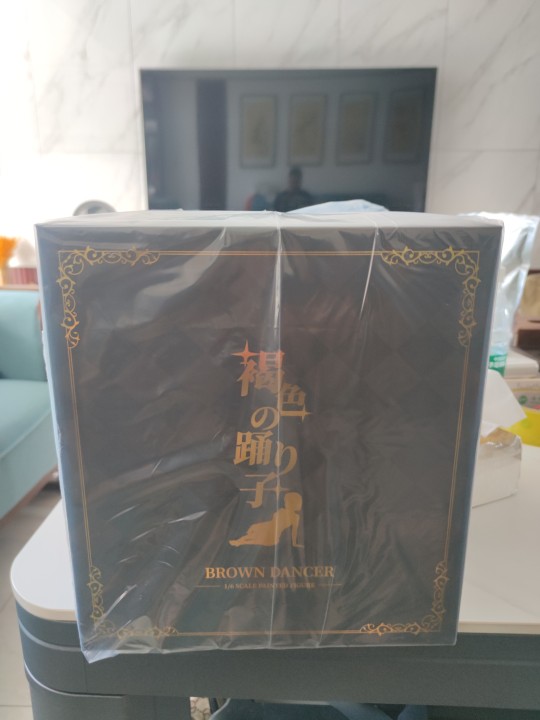 褐色の踊り子
BROWN DANCER
1/6 SCALE PAINTED FIGURE